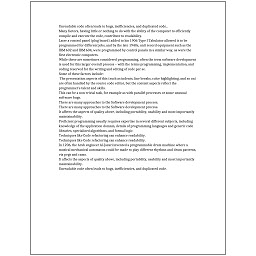 Unreadable code often leads to bugs, inefficiencies, and duplicated code.
Many factors, having little or nothing to do with the ability of the computer to efficiently
compile and execute the code, contribute to readability.
Later a control panel (plug board) added to his 1906 Type I Tabulator allowed it to be
programmed for different jobs, and by the late 1940s, unit record equipment such as the
IBM 602 and IBM 604, were programmed by control panels in a similar way, as were the
first electronic computers.
While these are sometimes considered programming, often the term software development
is used for this larger overall process – with the terms programming, implementation, and
coding reserved for the writing and editing of code per se.
Some of these factors include:
The presentation aspects of this (such as indents, line breaks, color highlighting, and so on)
are often handled by the source code editor, but the content aspects reflect the
programmer's talent and skills.
This can be a non-trivial task, for example as with parallel processes or some unusual
software bugs.
There are many approaches to the Software development process.
There are many approaches to the Software development process.
It affects the aspects of quality above, including portability, usability and most importantly
maintainability.
Proficient programming usually requires expertise in several different subjects, including
knowledge of the application domain, details of programming languages and generic code
libraries, specialized algorithms, and formal logic.
Techniques like Code refactoring can enhance readability.
Techniques like Code refactoring can enhance readability.
In 1206, the Arab engineer Al-Jazari invented a programmable drum machine where a
musical mechanical automaton could be made to play different rhythms and drum patterns,
via pegs and cams.
It affects the aspects of quality above, including portability, usability and most importantly
maintainability.
Unreadable code often leads to bugs, inefficiencies, and duplicated code.